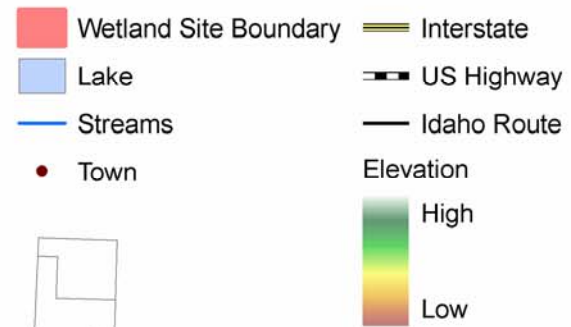 Wetland Site Boundary
Lake
Streams
Town
Interstate
US Highway
Idaho Route
Elevation
High
Low